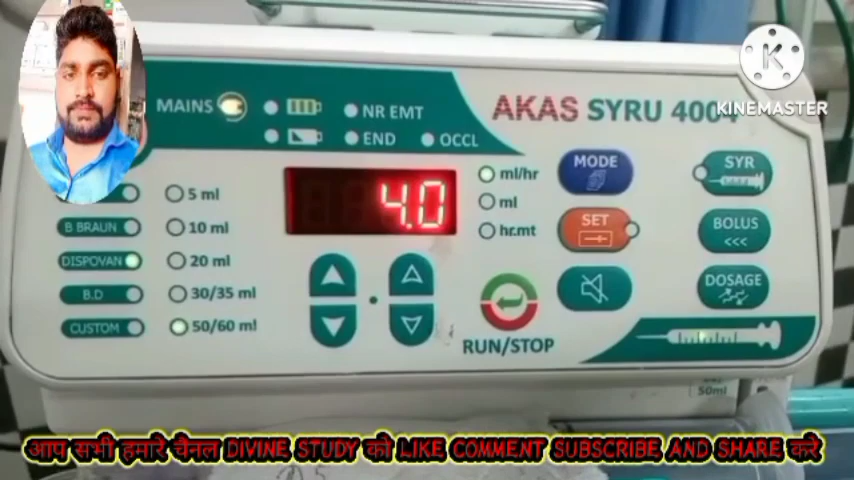 MAINS
NR EMT
END
OCCL
AKAS SYRU 400
KINEMASTER
5 ml
B BRAUN
10 ml
DISPOVAN
20 ml
B.D
30/35 ml
CUSTOM
50/60 ml
4.0
ml/hr
ml
hr.mt
MODE
SYR
SET
BOLUS
<<<
DOSAGE
RUN/STOP
50ml
आप सभी हमारे चैनल DIVINE STUDY को LIKE COMMENT SUBSCRIBE AND SHARE करे